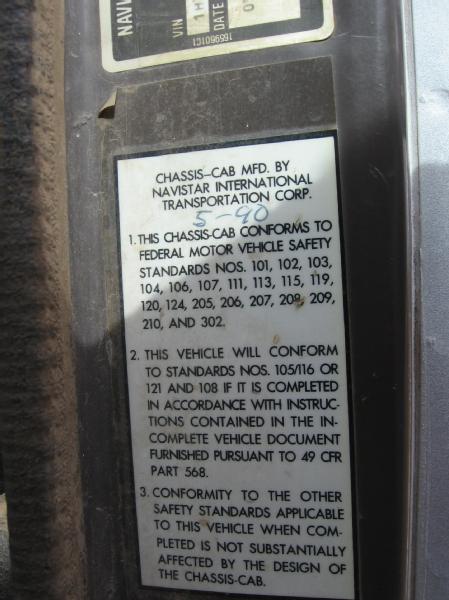 NAVI
VIN
1H
DATE
0
1659601C1
CHASSIS-CAB MFD. BY
NAVISTAR INTERNATIONAL
TRANSPORTATION CORP.
5-90
1. THIS CHASSIS-CAB CONFORMS TO
FEDERAL MOTOR VEHICLE SAFETY
STANDARDS NOS. 101, 102, 103,
104, 106, 107, 111, 113, 115, 119,
120, 124, 205, 206, 207, 208, 209,
210, AND 302.
2. THIS VEHICLE WILL CONFORM
TO STANDARDS NOS. 105/116 OR
121 AND 108 IF IT IS COMPLETED
IN ACCORDANCE WITH INSTRUC-
TIONS CONTAINED IN THE IN-
COMPLETE VEHICLE DOCUMENT
FURNISHED PURSUANT TO 49 CFR
PART 568.
3. CONFORMITY TO THE OTHER
SAFETY STANDARDS APPLICABLE
TO THIS VEHICLE WHEN COM-
PLETED IS NOT SUBSTANTIALLY
AFFECTED BY THE DESIGN OF
THE CHASSIS-CAB.